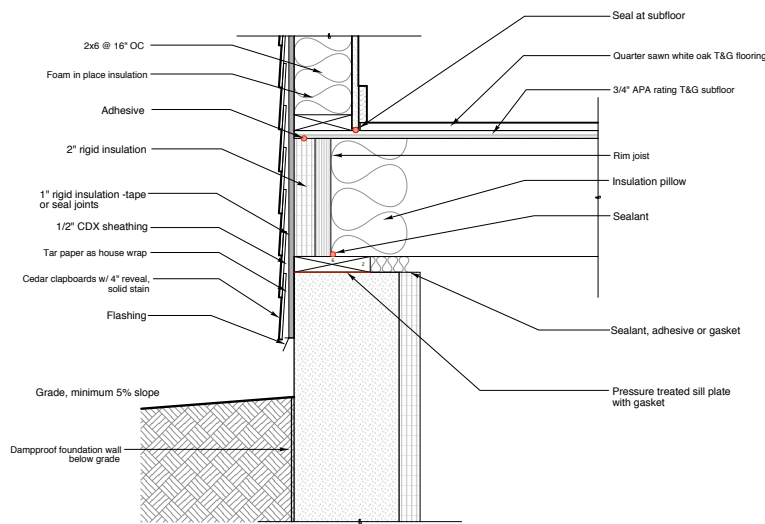 2x6 @ 16" OC
Foam in place insulation
Adhesive
2" rigid insulation
1" rigid insulation -tape
or seal joints
1/2" CDX sheathing
Tar paper as house wrap
Cedar clapboards w/ 4" reveal,
solid stain
Flashing
Grade, minimum 5% slope
Dampproof foundation wall
below grade
Seal at subfloor
Quarter sawn white oak T&G flooring
3/4" APA rating T&G subfloor
Rim joist
Insulation pillow
Sealant
Sealant, adhesive or gasket
Pressure treated sill plate
with gasket